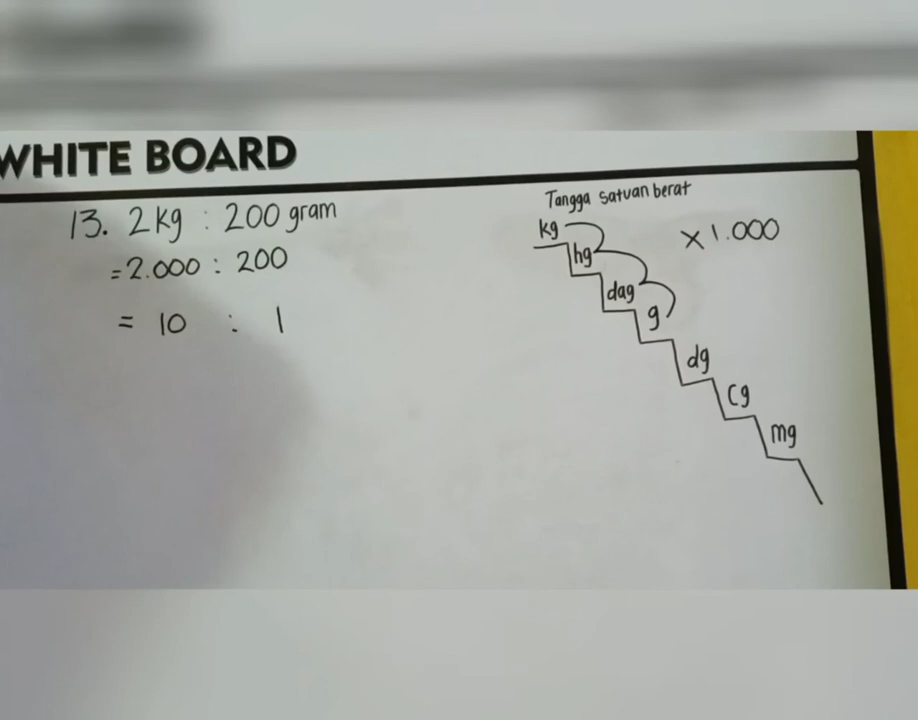 WHITE BOARD
13. 2 kg : 200 gram
= 2.000 : 200
= 10 : 1
Tangga satuan berat
kg
hg
dag
g
dg
cg
mg
x 1.000